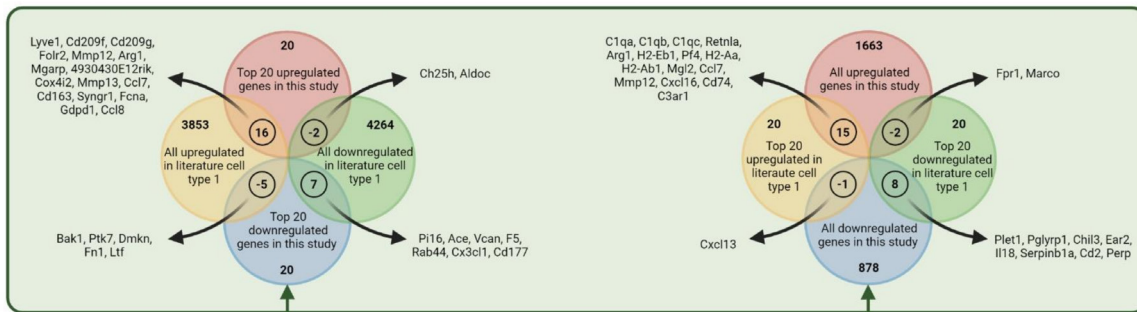 Lyve1, Cd209f, Cd209g,
Folr2, Mmp12, Arg1,
Mgarp, 4930430E12rik,
Cox4i2, Mmp13, Ccl7,
Cd163, Syngr1, Fcna,
Gdpd1, Ccl8
20
Top 20 upregulated
genes in this study
Ch25h, Aldoc
3853
16
-2
4264
All upregulated
in literature cell
type 1
All downregulated
in literature cell
type 1
-5
7
Top 20
downregulated
genes in this study
20
Bak1, Ptk7, Dmkn,
Fn1, Ltf
Pi16, Ace, Vcan, F5,
Rab44, Cx3cl1, Cd177
C1qa, C1qb, C1qc, Retnla,
Arg1, H2-Eb1, Pf4, H2-Aa,
H2-Ab1, Mgl2, Ccl7,
Mmp12, Cxcl16, Cd74,
C3ar1
1663
All upregulated
genes in this study
Fpr1, Marco
20
15
-2
20
Top 20
upregulated in
literaute cell
type 1
Top 20
downregulated
in literature cell
type 1
-1
8
All downregulated
genes in this study
878
Cxcl13
Plet1, Pglyrp1, Chil3, Ear2,
Il18, Serpinb1a, Cd2, Perp